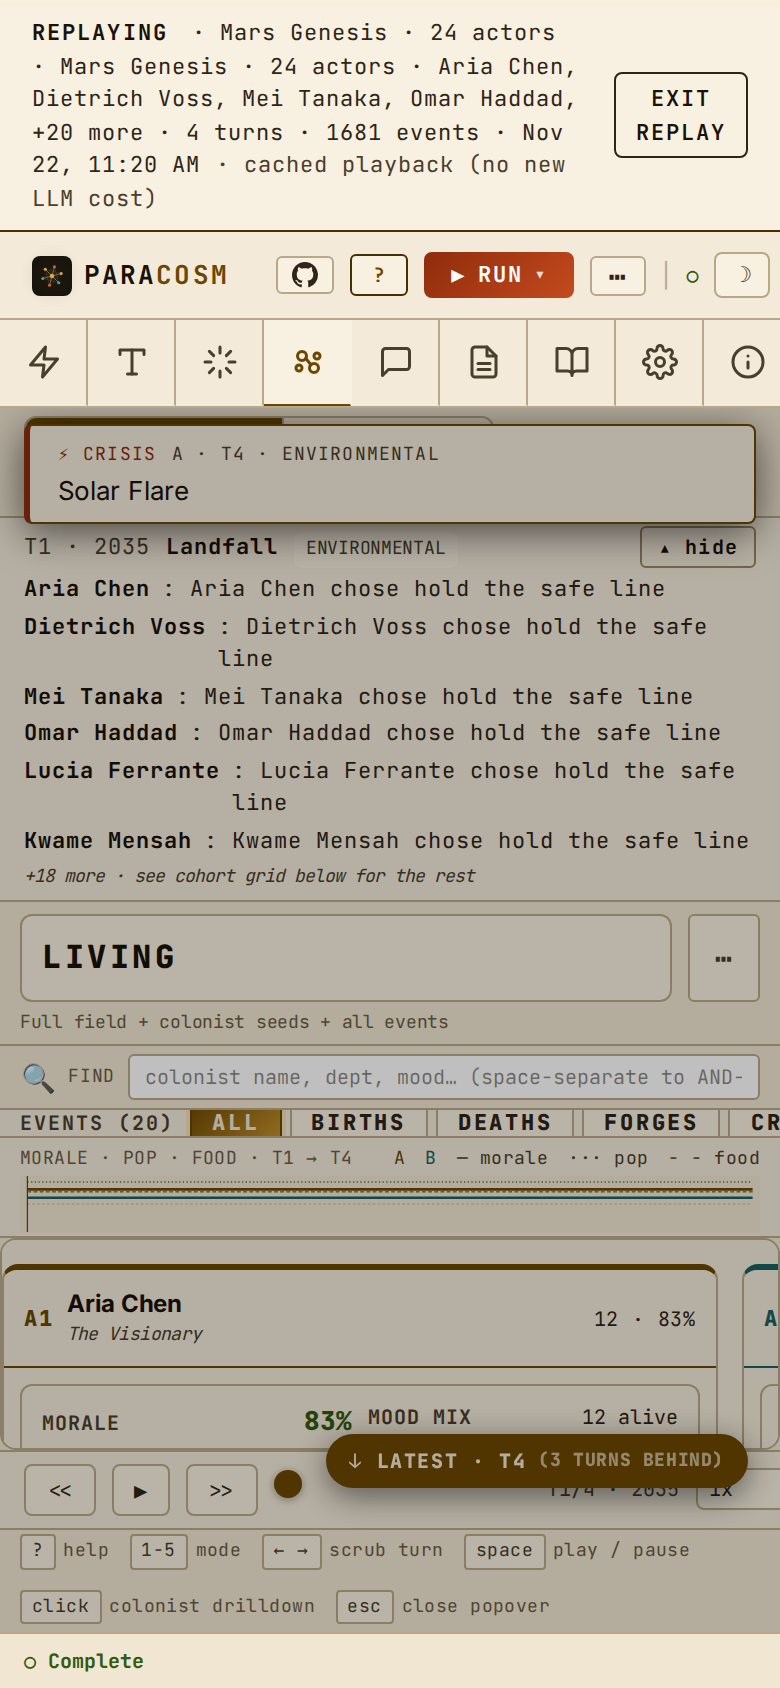 REPLAYING · Mars Genesis · 24 actors
· Mars Genesis · 24 actors · Aria Chen,
Dietrich Voss, Mei Tanaka, Omar Haddad,
+20 more · 4 turns · 1681 events · Nov
22, 11:20 AM · cached playback (no new
LLM cost)
EXIT
REPLAY
PARACOSM
?
▶ RUN ▾
…
⚡ CRISIS A · T4 · ENVIRONMENTAL
Solar Flare
T1 · 2035 Landfall ENVIRONMENTAL
▴ hide
Aria Chen : Aria Chen chose hold the safe line
Dietrich Voss : Dietrich Voss chose hold the safe
line
Mei Tanaka : Mei Tanaka chose hold the safe line
Omar Haddad : Omar Haddad chose hold the safe line
Lucia Ferrante : Lucia Ferrante chose hold the safe
line
Kwame Mensah : Kwame Mensah chose hold the safe line
+18 more · see cohort grid below for the rest
LIVING
…
Full field + colonist seeds + all events
FIND
colonist name, dept, mood… (space-separate to AND-
EVENTS (20) ALL BIRTHS DEATHS FORGES CR
MORALE · POP · FOOD · T1 → T4 A B — morale ··· pop - - food
A1 Aria Chen
The Visionary
12 · 83%
A
MORALE 83% MOOD MIX 12 alive
↓ LATEST · T4 (3 TURNS BEHIND)
<< ▶ >> T1/4 · 2035 1x
? help 1-5 mode ← → scrub turn space play / pause
click colonist drilldown esc close popover
○ Complete